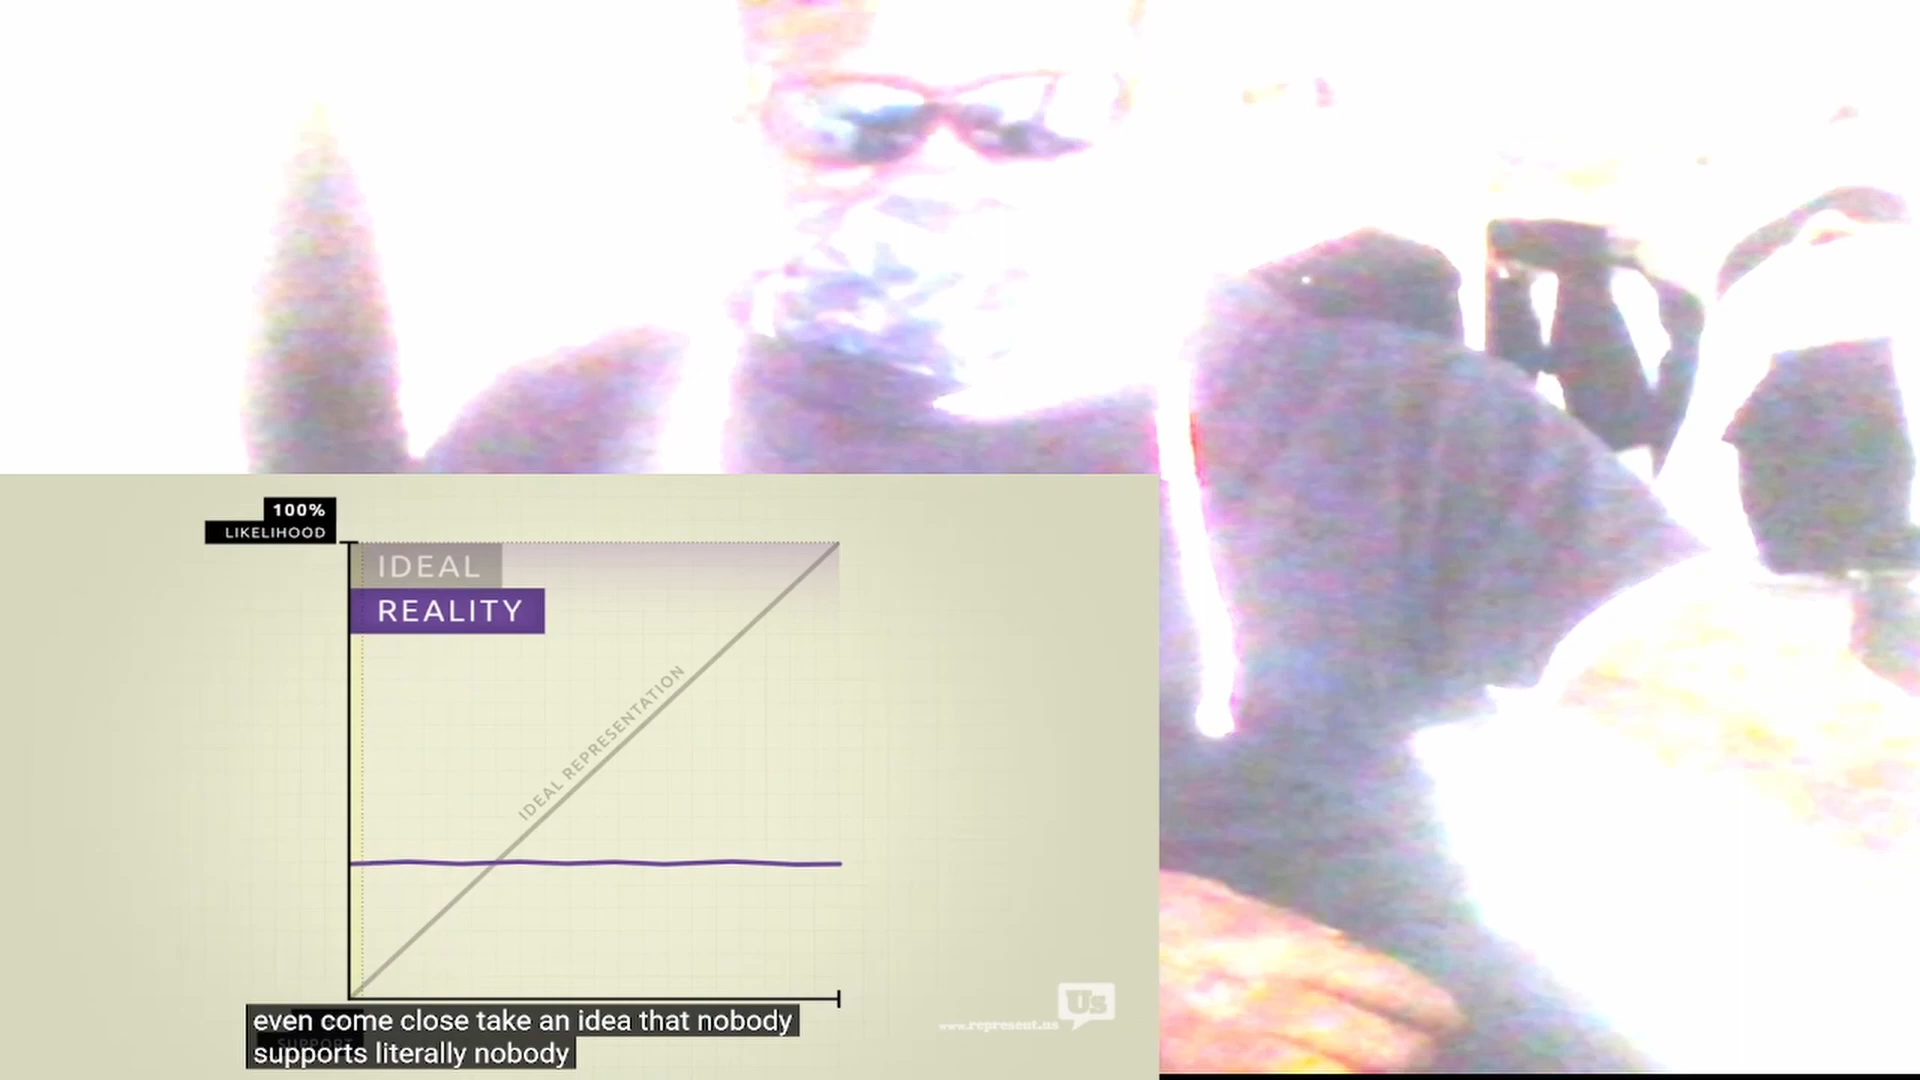 100%
LIKELIHOOD
IDEAL
REALITY
IDEAL REPRESENTATION
Us
www.represent.us
SUPPORT
even come close take an idea that nobody
supports literally nobody